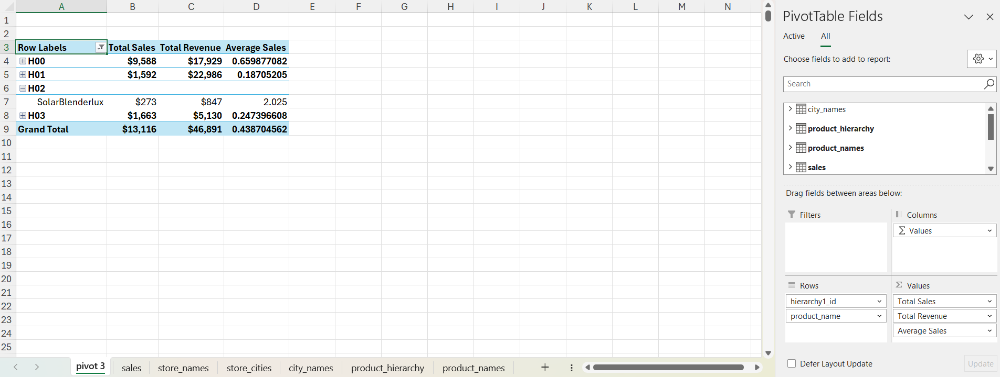 A B C D E F G H I J K L M N
1
2
3 Row Labels Total Sales Total Revenue Average Sales
4 H00 $9,588 $17,929 0.659877082
5 H01 $1,592 $22,986 0.18705205
6 H02
7 SolarBlenderlux $273 $847 2.025
8 H03 $1,663 $5,130 0.247396608
9 Grand Total $13,116 $46,891 0.438704562
10
11
12
13
14
15
16
17
18
19
20
21
22
23
24
25
pivot 3 sales store_names store_cities city_names product_hierarchy product_names
PivotTable Fields
Active All
Choose fields to add to report:
Search
city_names
product_hierarchy
product_names
sales
Drag fields between areas below:
Filters
Columns
Σ Values
Rows
hierarchy1_id
product_name
Σ Values
Total Sales
Total Revenue
Average Sales
Defer Layout Update
Update